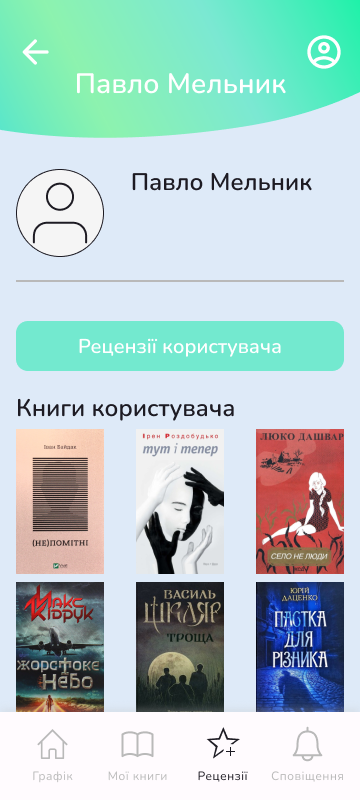 Павло Мельник
Павло Мельник
Рецензії користувача
Книги користувача
Іван Байдак
(НЕ)ПОМІТНІ
Ірен Роздобудько
тут і тепер
ЛЮКО ДАШВАР
СЕЛО НЕ ЛЮДИ
Макс Кідрук
жорстоке
небо
ВАСИЛЬ
ШКЛЯР
ТРОЩА
ЮРІЙ
ДАЦЕНКО
ПАСТКА
ДЛЯ
РІЗНИКА
Графік
Мої книги
Рецензії
Сповіщення